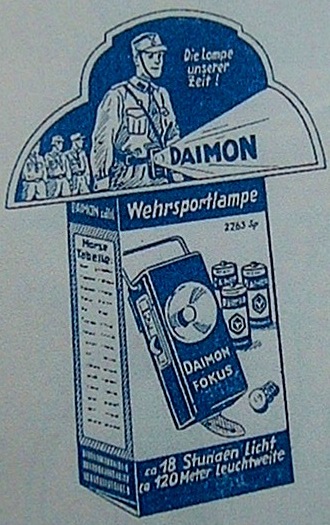 Die Lampe
unserer
Zeit!
DAIMON
DAIMON
Wehrsportlampe
2263 Sp
Morse
Tabelle
DAIMON
FOKUS
ca 18 Stunden Licht
ca 120 Meter Leuchtweite